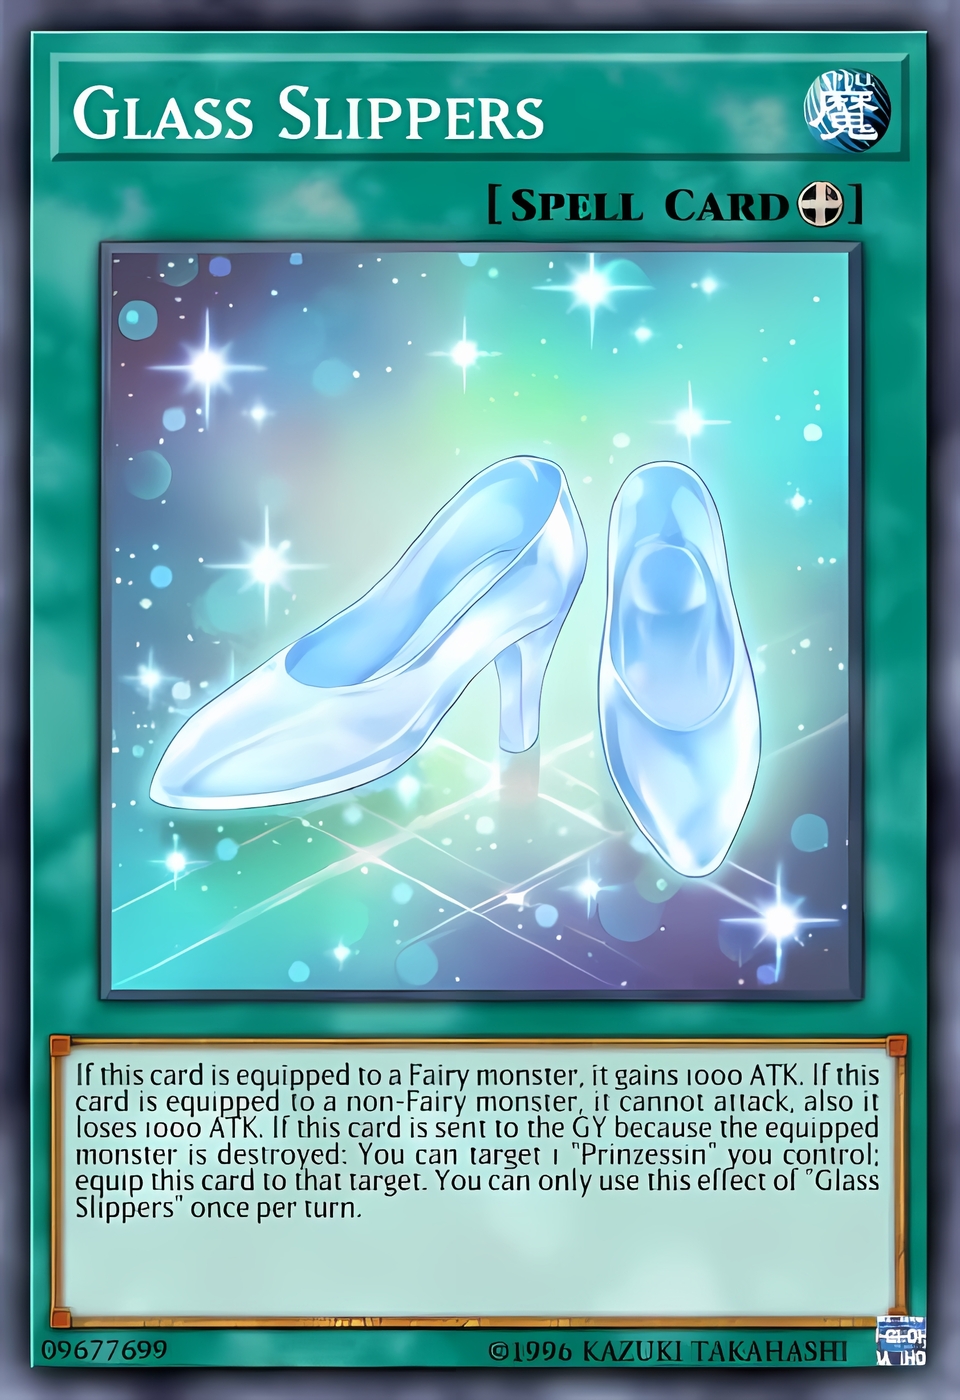 GLASS SLIPPERS
魔
[SPELL CARD]
If this card is equipped to a Fairy monster, it gains 1000 ATK. If this
card is equipped to a non-Fairy monster, it cannot attack, also it
loses 1000 ATK. If this card is sent to the GY because the equipped
monster is destroyed: You can target 1 "Prinzessin" you control;
equip this card to that target. You can only use this effect of "Glass
Slippers" once per turn.
09677699
©1996 KAZUKI TAKAHASHI